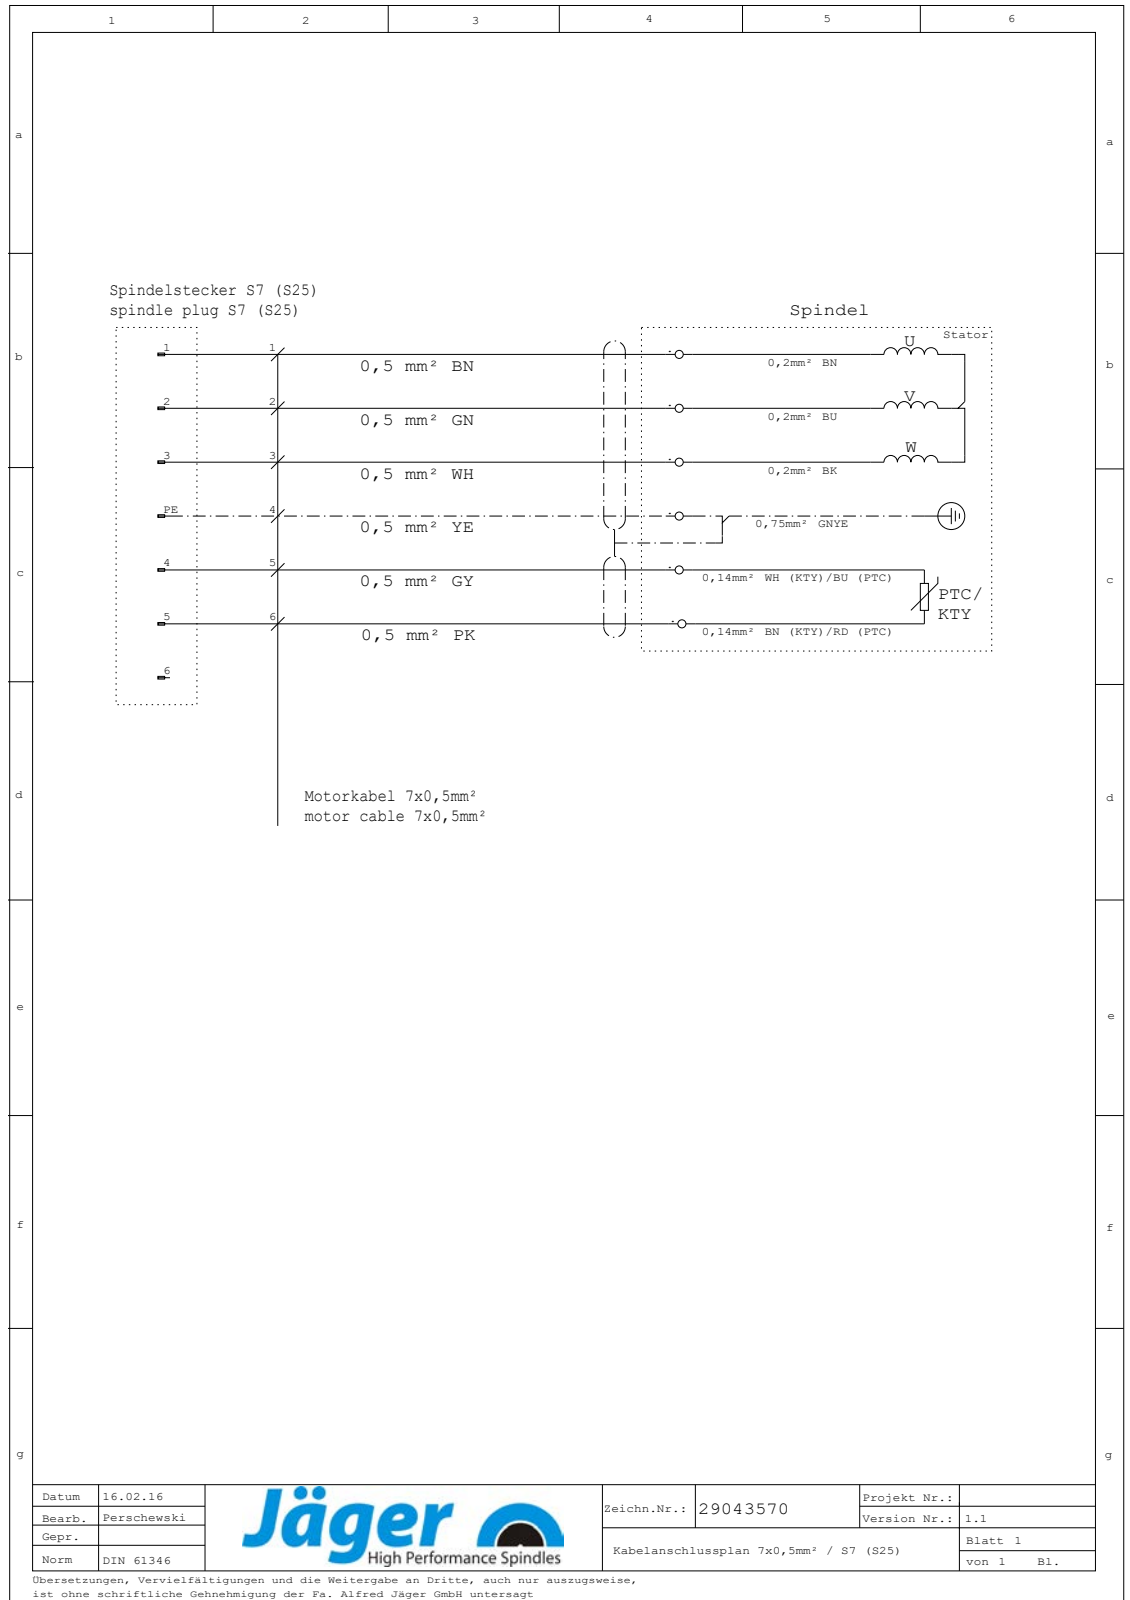 1 2 3 4 5 6
a a
Spindelstecker S7 (S25)
spindle plug S7 (S25)
Spindel
Stator
b b
1 1 0,5 mm² BN 0,2mm² BN U
2 2 0,5 mm² GN 0,2mm² BU V
3 3 0,5 mm² WH 0,2mm² BK W
PE 4 0,5 mm² YE 0,75mm² GNYE
c c
4 5 0,5 mm² GY 0,14mm² WH (KTY)/BU (PTC)
PTC/
KTY
5 6 0,5 mm² PK 0,14mm² BN (KTY)/RD (PTC)
6
d d
Motorkabel 7x0,5mm²
motor cable 7x0,5mm²
e e
f f
g g
Datum 16.02.16
Bearb. Perschewski
Gepr.
Norm DIN 61346
Jäger
High Performance Spindles
Zeichn.Nr.: 29043570
Kabelanschlussplan 7x0,5mm² / S7 (S25)
Projekt Nr.:
Version Nr.: 1.1
Blatt 1
von 1 Bl.
Übersetzungen, Vervielfältigungen und die Weitergabe an Dritte, auch nur auszugsweise,
ist ohne schriftliche Gehnehmigung der Fa. Alfred Jäger GmbH untersagt